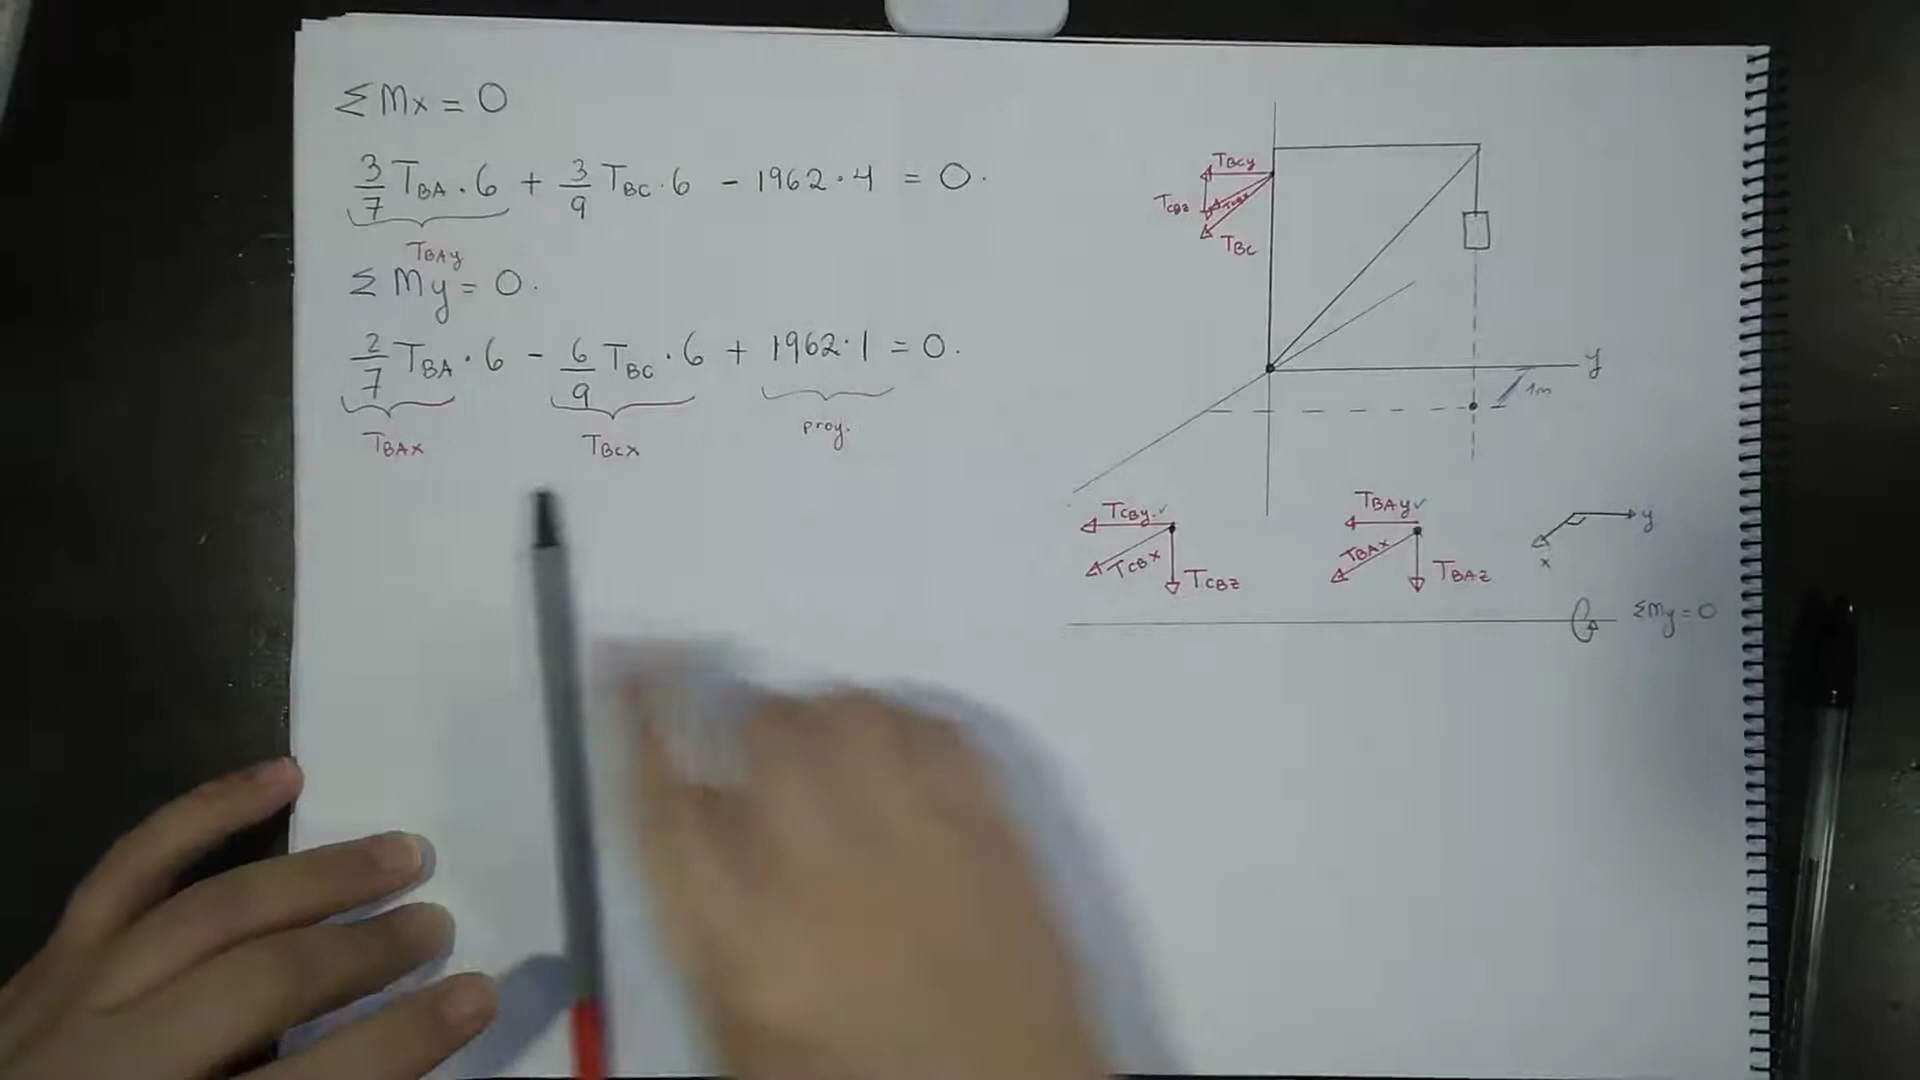 ΣMx = 0
3/7 TBA · 6 + 3/9 TBC · 6 - 1962 · 4 = 0.
TBAy
ΣMy = 0.
2/7 TBA · 6 - 6/9 TBC · 6 + 1962 · 1 = 0.
TBAx
TBCx
proy.
TBCy
TCBz
TBC
y
1m
TCBy
TCBx
TCBz
TBAy
TBAx
TBAz
y
x
ΣMy = 0